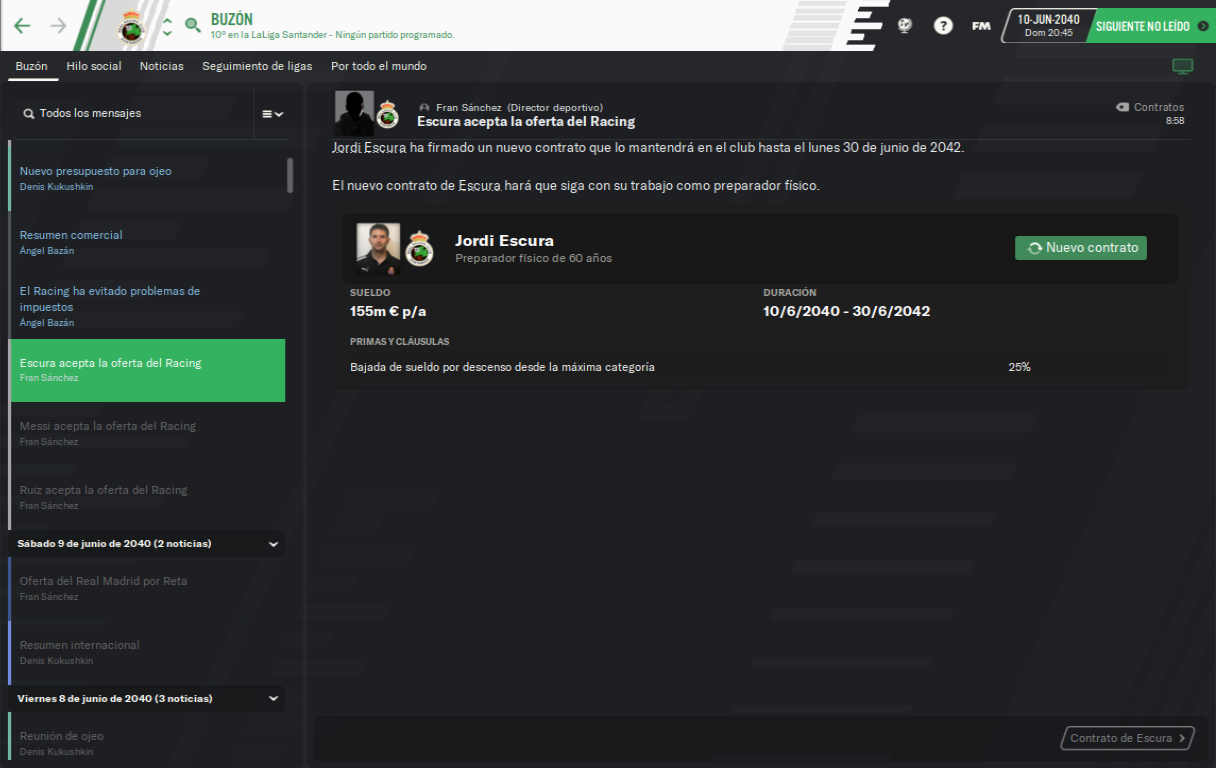 BUZÓN
10º en la LaLiga Santander - Ningún partido programado.
?
FM
10-JUN-2040
Dom 20:45
SIGUIENTE NO LEÍDO
Buzón
Hilo social
Noticias
Seguimiento de ligas
Por todo el mundo
Todos los mensajes
Nuevo presupuesto para ojeo
Denis Kukushkin
Resumen comercial
Ángel Bazán
El Racing ha evitado problemas de
impuestos
Ángel Bazán
Escura acepta la oferta del Racing
Fran Sánchez
Messi acepta la oferta del Racing
Fran Sánchez
Ruiz acepta la oferta del Racing
Fran Sánchez
Sábado 9 de junio de 2040 (2 noticias)
Oferta del Real Madrid por Reta
Fran Sánchez
Resumen internacional
Denis Kukushkin
Viernes 8 de junio de 2040 (3 noticias)
Reunión de ojeo
Denis Kukushkin
Fran Sánchez (Director deportivo)
Escura acepta la oferta del Racing
Contratos
8:58
Jordi Escura ha firmado un nuevo contrato que lo mantendrá en el club hasta el lunes 30 de junio de 2042.
El nuevo contrato de Escura hará que siga con su trabajo como preparador físico.
Jordi Escura
Preparador físico de 60 años
Nuevo contrato
SUELDO
155m € p/a
DURACIÓN
10/6/2040 - 30/6/2042
PRIMAS Y CLÁUSULAS
Bajada de sueldo por descenso desde la máxima categoría 25%
Contrato de Escura